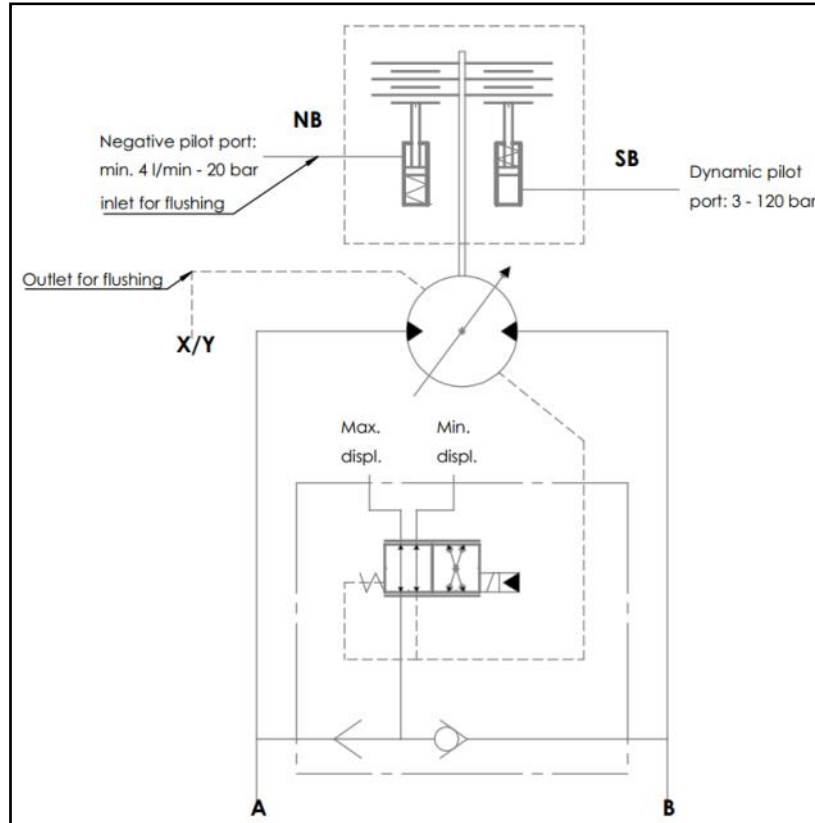 NB
Negative pilot port:
min. 4 l/min - 20 bar
inlet for flushing
SB
Dynamic pilot
port: 3 - 120 bar
Outlet for flushing
X/Y
Max.
displ.
Min.
displ.
A
B